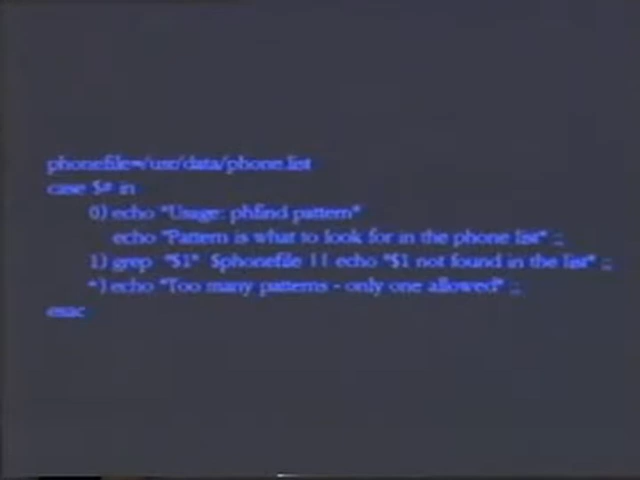 phonefile=/usr/data/phone.list
case $# in
0) echo "Usage: phfind pattern"
echo "Pattern is what to look for in the phone list" ;;
1) grep "$1" $phonefile || echo "$1 not found in the list" ;;
*) echo "Too many patterns - only one allowed" ;;
esac